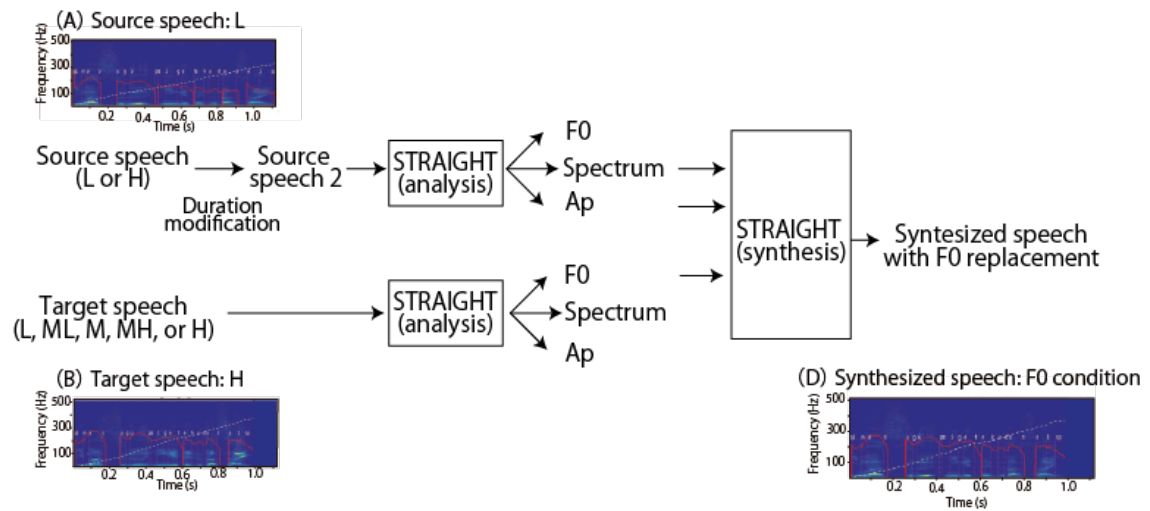 (A) Source speech: L
500
300
100
Frequency (Hz)
0.2 0.4 0.6 0.8 1.0
Time (s)
Source speech
(L or H)
Duration
modification
Source
speech 2
STRAIGHT
(analysis)
F0
Spectrum
Ap
Target speech
(L, ML, M, MH, or H)
STRAIGHT
(analysis)
F0
Spectrum
Ap
STRAIGHT
(synthesis)
Syntesized speech
with F0 replacement
(B) Target speech: H
500
300
100
Frequency (Hz)
0.2 0.4 0.6 0.8 1.0
Time (s)
(D) Synthesized speech: F0 condition
500
300
100
Frequency (Hz)
0.2 0.4 0.6 0.8 1.0
Time (s)